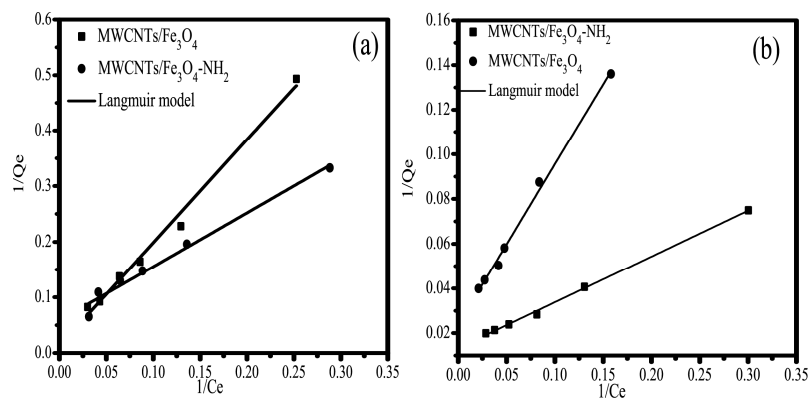 (a)
MWCNTs/Fe3O4
MWCNTs/Fe3O4-NH2
Langmuir model
0.6
0.5
0.4
0.3
0.2
0.1
0.0
1/Qe
0.00 0.05 0.10 0.15 0.20 0.25 0.30 0.35
1/Ce
(b)
MWCNTs/Fe3O4-NH2
MWCNTs/Fe3O4
Langmuir model
0.16
0.14
0.12
0.10
0.08
0.06
0.04
0.02
1/Qe
0.00 0.05 0.10 0.15 0.20 0.25 0.30 0.35
1/Ce